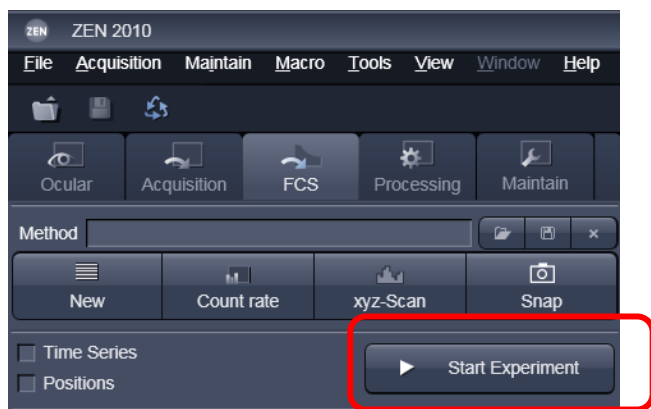 ZEN ZEN 2010
File Acquisition Maintain Macro Tools View Window Help
Ocular Acquisition FCS Processing Maintain
Method
New Count rate xyz-Scan Snap
Time Series
Start Experiment
Positions